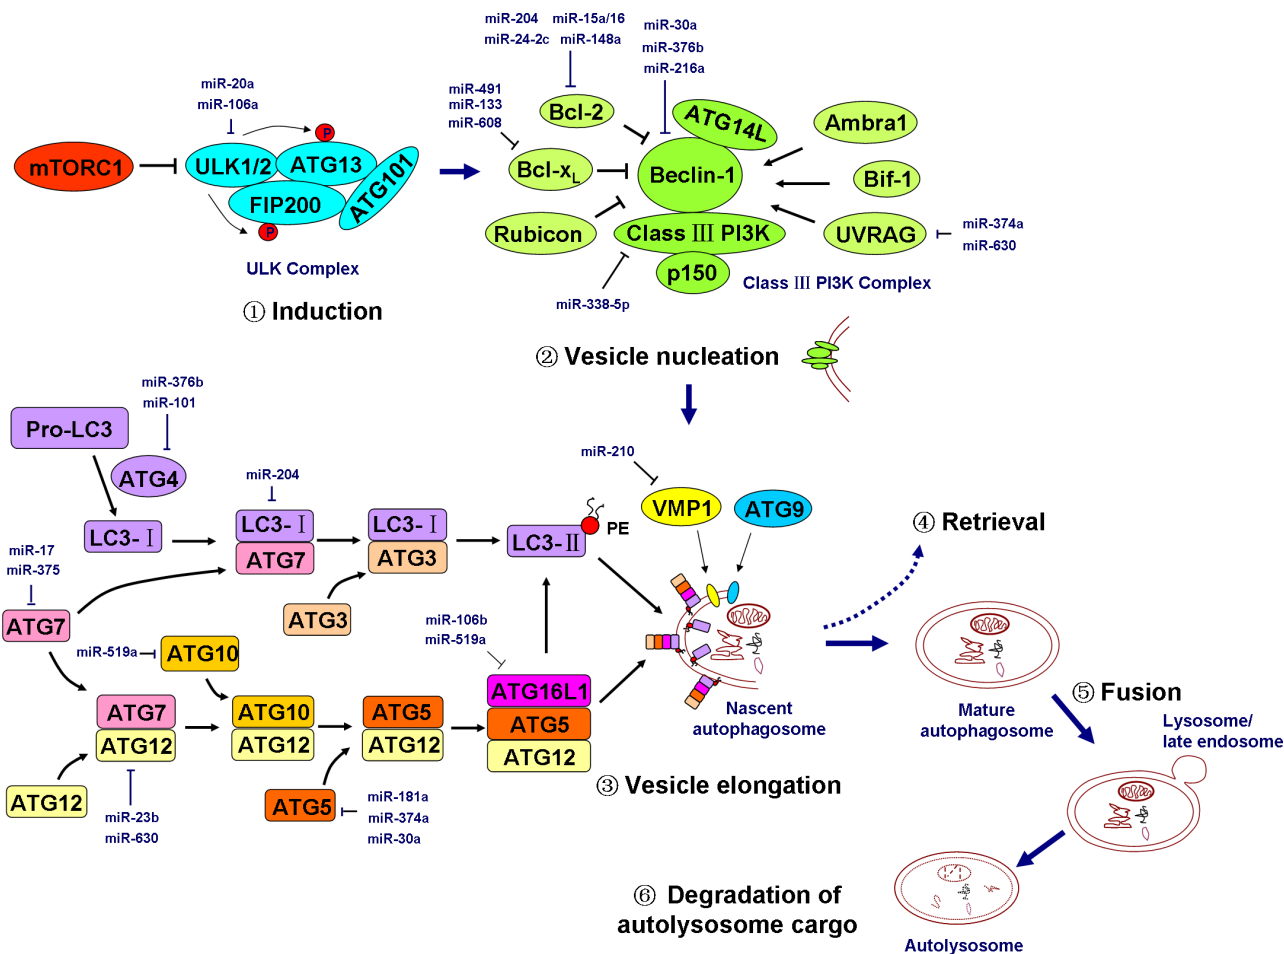 miR-20a
miR-106a
mTORC1
ULK1/2
P
ATG13
ATG101
FIP200
P
ULK Complex
① Induction
miR-204 miR-15a/16
miR-24-2c miR-148a
miR-30a
miR-376b
miR-216a
miR-491
miR-133
miR-608
Bcl-2
ATG14L
Ambra1
Bcl-xL
Beclin-1
Bif-1
Rubicon
Class Ⅲ PI3K
UVRAG
miR-374a
miR-630
p150
Class Ⅲ PI3K Complex
miR-338-5p
② Vesicle nucleation
miR-376b
miR-101
Pro-LC3
ATG4
LC3-Ⅰ
miR-204
LC3-Ⅰ
ATG7
LC3-Ⅰ
ATG3
ATG3
LC3-Ⅱ
PE
miR-210
VMP1
ATG9
④ Retrieval
miR-17
miR-375
ATG7
miR-519a
ATG10
miR-106b
miR-519a
ATG7
ATG12
ATG10
ATG12
ATG5
ATG12
ATG16L1
ATG5
ATG12
ATG12
miR-23b
miR-630
ATG5
miR-181a
miR-374a
miR-30a
Nascent
autophagosome
③ Vesicle elongation
Mature
autophagosome
⑤ Fusion
Lysosome/
late endosome
⑥ Degradation of
autolysosome cargo
Autolysosome